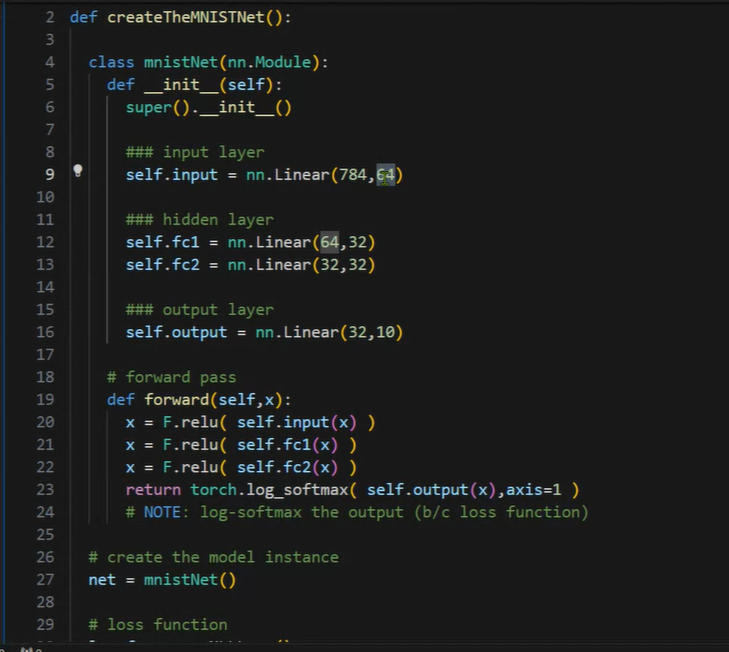 2 def createTheMNISTNet():
3
4 class mnistNet(nn.Module):
5 def __init__(self):
6 super().__init__()
7
8 ### input layer
9 self.input = nn.Linear(784,64)
10
11 ### hidden layer
12 self.fc1 = nn.Linear(64,32)
13 self.fc2 = nn.Linear(32,32)
14
15 ### output layer
16 self.output = nn.Linear(32,10)
17
18 # forward pass
19 def forward(self,x):
20 x = F.relu( self.input(x) )
21 x = F.relu( self.fc1(x) )
22 x = F.relu( self.fc2(x) )
23 return torch.log_softmax( self.output(x),axis=1 )
24 # NOTE: log-softmax the output (b/c loss function)
25
26 # create the model instance
27 net = mnistNet()
28
29 # loss function